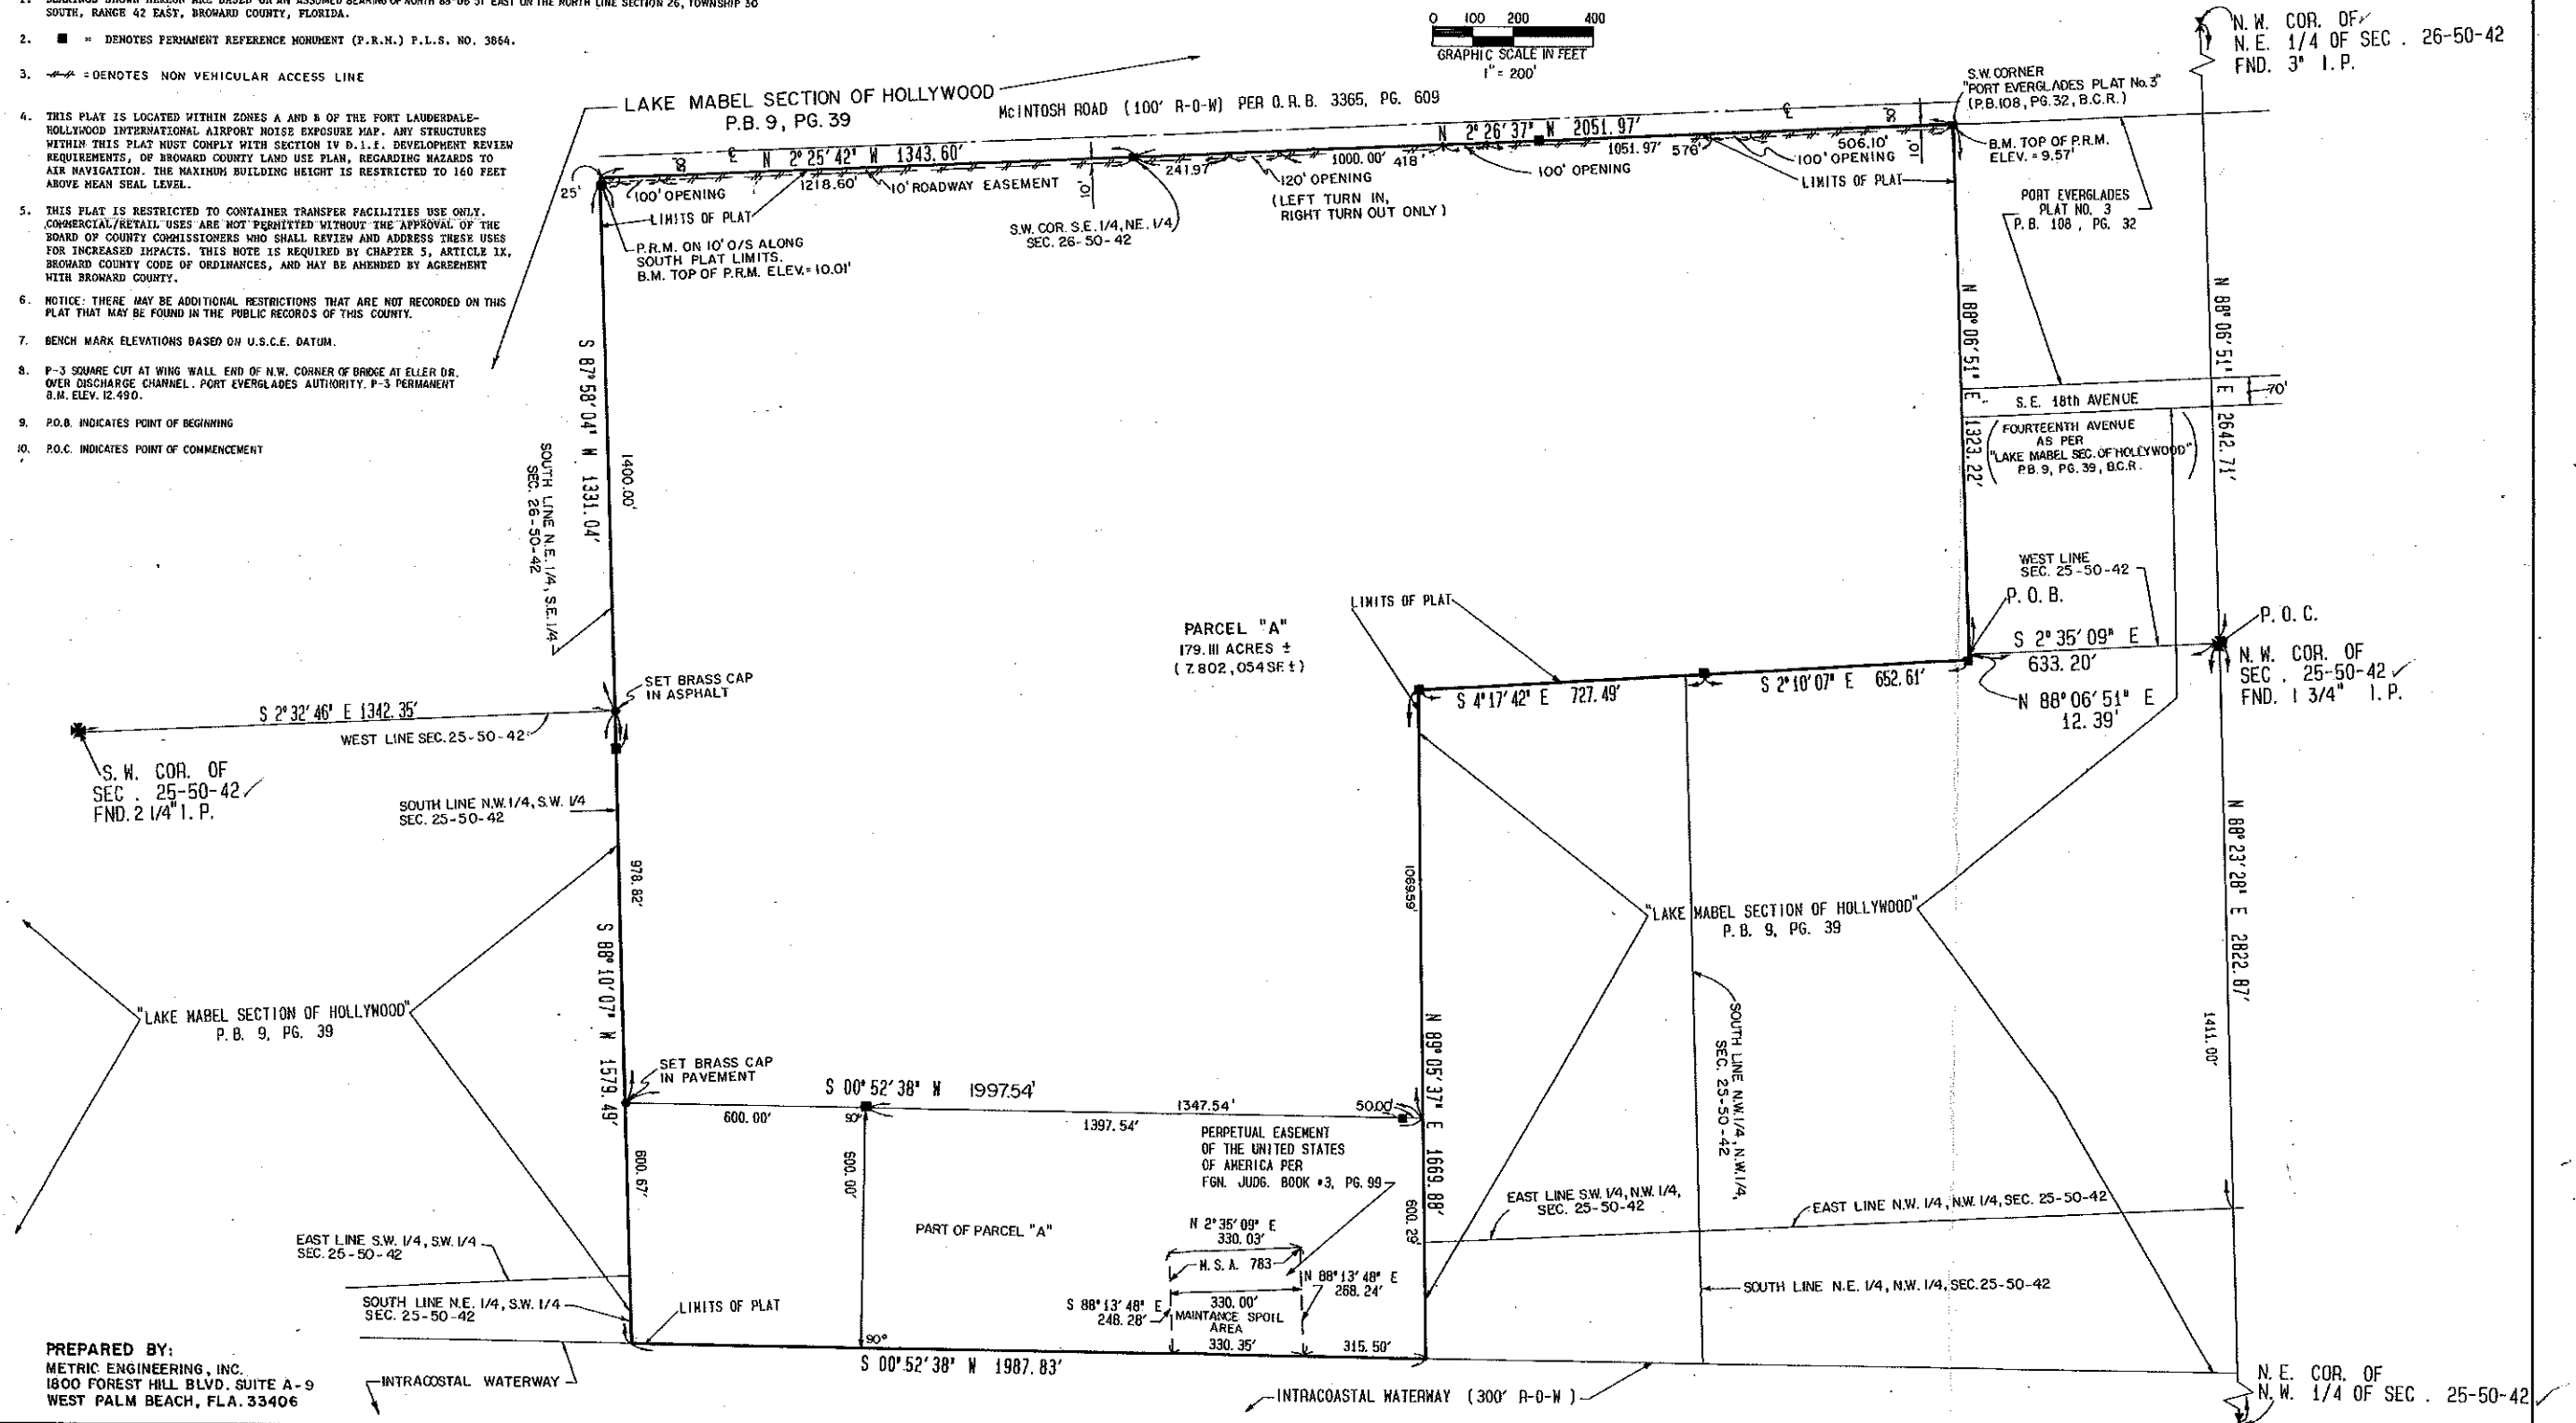 1. BEARINGS SHOWN HEREON ARE BASED ON AN ASSUMED BEARING OF NORTH 88-06-51 EAST ON THE NORTH LINE SECTION 26, TOWNSHIP 50
SOUTH, RANGE 42 EAST, BROWARD COUNTY, FLORIDA.
2. ■ = DENOTES PERMANENT REFERENCE MONUMENT (P.R.M.) P.L.S. NO. 3864.
3. = DENOTES NON VEHICULAR ACCESS LINE
4. THIS PLAT IS LOCATED WITHIN ZONES A AND B OF THE FORT LAUDERDALE-
HOLLYWOOD INTERNATIONAL AIRPORT NOISE EXPOSURE MAP. ANY STRUCTURES
WITHIN THIS PLAT MUST COMPLY WITH SECTION IV D.1.f. DEVELOPMENT REVIEW
REQUIREMENTS, OF BROWARD COUNTY LAND USE PLAN, REGARDING HAZARDS TO
AIR NAVIGATION. THE MAXIMUM BUILDING HEIGHT IS RESTRICTED TO 160 FEET
ABOVE MEAN SEAL LEVEL.
5. THIS PLAT IS RESTRICTED TO CONTAINER TRANSFER FACILITIES USE ONLY.
COMMERCIAL/RETAIL USES ARE NOT PERMITTED WITHOUT THE APPROVAL OF THE
BOARD OF COUNTY COMMISSIONERS WHO SHALL REVIEW AND ADDRESS THESE USES
FOR INCREASED IMPACTS. THIS NOTE IS REQUIRED BY CHAPTER 5, ARTICLE IX,
BROWARD COUNTY CODE OF ORDINANCES, AND MAY BE AMENDED BY AGREEMENT
WITH BROWARD COUNTY.
6. NOTICE: THERE MAY BE ADDITIONAL RESTRICTIONS THAT ARE NOT RECORDED ON THIS
PLAT THAT MAY BE FOUND IN THE PUBLIC RECORDS OF THIS COUNTY.
7. BENCH MARK ELEVATIONS BASED ON U.S.C.E. DATUM.
8. P-3 SQUARE CUT AT WING WALL END OF N.W. CORNER OF BRIDGE AT ELLER DR.
OVER DISCHARGE CHANNEL. PORT EVERGLADES AUTHORITY. P-3 PERMANENT
B.M. ELEV. 12.490.
9. P.O.B. INDICATES POINT OF BEGINNING
10. P.O.C. INDICATES POINT OF COMMENCEMENT
0 100 200 400
GRAPHIC SCALE IN FEET
1" = 200'
N.W. COR. OF
N.E. 1/4 OF SEC . 26-50-42
FND. 3" I.P.
LAKE MABEL SECTION OF HOLLYWOOD
P.B. 9, PG. 39
McINTOSH ROAD (100' R-O-W) PER O.R.B. 3365, PG. 609
S.W. CORNER
"PORT EVERGLADES PLAT No.3"
(P.B.108, PG.32, B.C.R.)
N 2° 25' 42" W 1343.60'
N 2° 26' 37" W 2051.97'
25'
100' OPENING
1218.60'
10' ROADWAY EASEMENT
10'
241.97'
120' OPENING
(LEFT TURN IN,
RIGHT TURN OUT ONLY)
1000.00'
418'
100' OPENING
1051.97'
576'
100' OPENING
506.10'
10'
LIMITS OF PLAT
LIMITS OF PLAT
B.M. TOP OF P.R.M.
ELEV. = 9.57'
P.R.M. ON 10' O/S ALONG
SOUTH PLAT LIMITS.
B.M. TOP OF P.R.M. ELEV.= 10.01'
S.W. COR. S.E. 1/4, NE. 1/4
SEC. 26-50-42
PORT EVERGLADES
PLAT NO. 3
P.B. 108 , PG. 32
N 88° 06' 51" E 1323.22'
N 88° 06' 51" E 2642.71'
70'
S.E. 18th AVENUE
(FOURTEENTH AVENUE
AS PER
"LAKE MABEL SEC. OF HOLLYWOOD"
P.B. 9, PG. 39, B.C.R.)
S 87° 58' 04" W 1331.04'
1400.00'
SOUTH LINE N.E. 1/4, S.E. 1/4
SEC. 26-50-42
WEST LINE
SEC. 25-50-42
P. O. B.
P. O. C.
S 2° 35' 09" E
633.20'
N.W. COR. OF
SEC . 25-50-42
FND. 1 3/4" I.P.
N 88° 06' 51" E
12.39'
LIMITS OF PLAT
PARCEL "A"
179.111 ACRES ±
(7.802,054 SF.±)
S 4° 17' 42" E 727.49'
S 2° 10' 07" E 652.61'
SET BRASS CAP
IN ASPHALT
S 2° 32' 46" E 1342.35'
WEST LINE SEC. 25-50-42
S.W. COR. OF
SEC . 25-50-42
FND. 2 1/4" I.P.
SOUTH LINE N.W. 1/4, S.W. 1/4
SEC. 25-50-42
978.82'
S 88° 10' 07" W 1579.49'
1069.59'
"LAKE MABEL SECTION OF HOLLYWOOD"
P.B. 9, PG. 39
N 88° 23' 28" E 2822.87'
1411.00'
"LAKE MABEL SECTION OF HOLLYWOOD"
P.B. 9, PG. 39
SET BRASS CAP
IN PAVEMENT
S 00° 52' 38" W 1997.54'
600.00'
90°
1347.54'
50.00'
1397.54'
N 89° 05' 37" E 1669.88'
SOUTH LINE N.W. 1/4, N.W. 1/4,
SEC. 25-50-42
PERPETUAL EASEMENT
OF THE UNITED STATES
OF AMERICA PER
FGN. JUDG. BOOK #3, PG. 99
600.67'
600.00'
600.29'
PART OF PARCEL "A"
N 2° 35' 09" E
330.03'
M.S.A. 783
N 88° 13' 48" E
268.24'
S 88° 13' 48" E
248.28'
330.00'
MAINTANCE SPOIL
AREA
330.35'
315.50'
EAST LINE S.W. 1/4, N.W. 1/4,
SEC. 25-50-42
EAST LINE N.W. 1/4, N.W. 1/4, SEC. 25-50-42
SOUTH LINE N.E. 1/4, N.W. 1/4, SEC. 25-50-42
EAST LINE S.W. 1/4, S.W. 1/4
SEC. 25-50-42
SOUTH LINE N.E. 1/4, S.W. 1/4
SEC. 25-50-42
LIMITS OF PLAT
90°
S 00° 52' 38" W 1987.83'
PREPARED BY:
METRIC ENGINEERING, INC.
1800 FOREST HILL BLVD. SUITE A-9
WEST PALM BEACH, FLA. 33406
INTRACOSTAL WATERWAY
INTRACOASTAL WATERWAY (300' R-O-W)
N.E. COR. OF
N.W. 1/4 OF SEC . 25-50-42